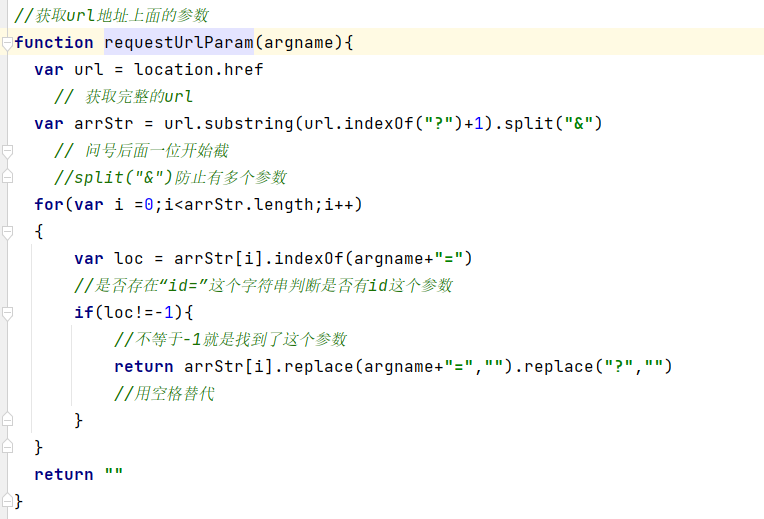 //获取url地址上面的参数
function requestUrlParam(argname){
  var url = location.href
    // 获取完整的url
  var arrStr = url.substring(url.indexOf("?")+1).split("&")
    // 问号后面一位开始截
    //split("&")防止有多个参数
  for(var i =0;i<arrStr.length;i++)
  {
      var loc = arrStr[i].indexOf(argname+"=")
      //是否存在“id=”这个字符串判断是否有id这个参数
      if(loc!=-1){
          //不等于-1就是找到了这个参数
          return arrStr[i].replace(argname+"=","").replace("?","")
          //用空格替代
      }
  }
  return ""
}